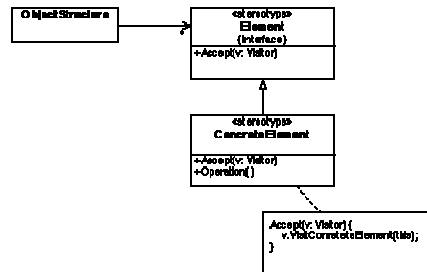 ObjectStructure
«stereotype»
Element
{interface}
+Accept(v: Visitor)
«stereotype»
ConcreteElement
+Accept(v: Visitor)
+Operation()
Accept(v: Visitor) {
v.VisitConcreteElement(this);
}